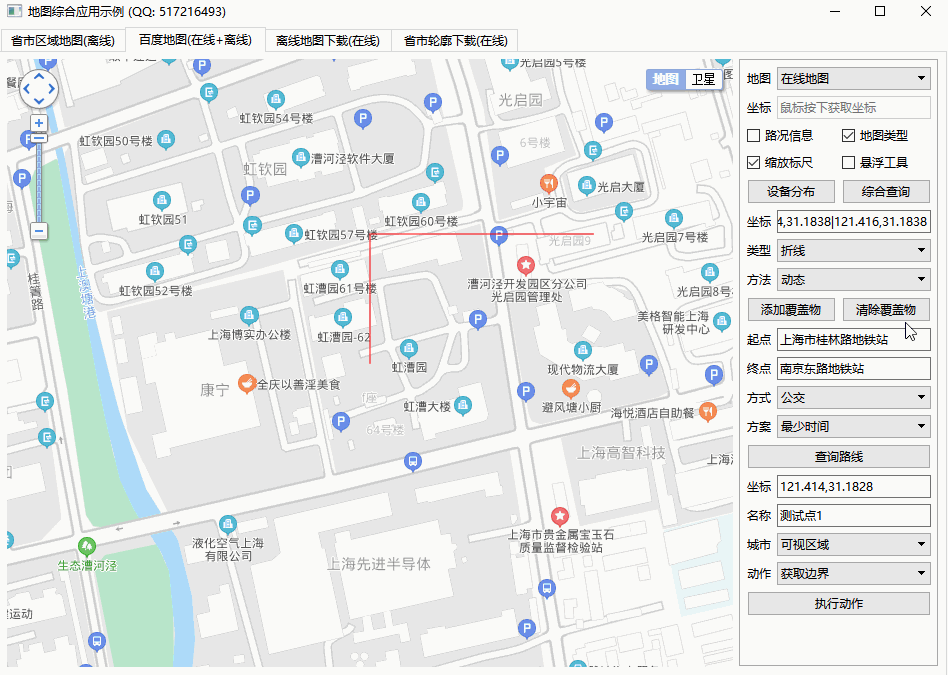 地图综合应用示例 (QQ: 517216493)
省市区域地图(离线)
百度地图(在线+离线)
离线地图下载(在线)
省市轮廓下载(在线)
光启园5号楼
地图
卫星
光启园
虹钦园54号楼
虹钦园50号楼
6号楼
漕河泾软件大厦
虹钦园
光启大厦
小宇宙
虹钦园51
虹钦园60号楼
虹钦园57号楼
光启园9
光启园7号楼
桂箐路
上澳塘港
虹钦园52号楼
虹漕园61号楼
漕河泾开发园区分公司
光启园管理处
光启园8号
上海博实办公楼
虹漕园-62
美格智能上海
研发中心
虹漕园
现代物流大厦
康宁
全庆以善淫美食
座
虹漕大楼
避风塘小厨
海悦酒店自助餐
64号楼
上海高智科技
上海
上海市贵金属宝玉石
质量监督检验站
液化空气上海
有限公司
生态漕河泾
上海先进半导体
运动
地图
在线地图
坐标
鼠标按下获取坐标
路况信息
地图类型
缩放标尺
悬浮工具
设备分布
综合查询
坐标
4,31.1838|121.416,31.1838
类型
折线
方法
动态
添加覆盖物
清除覆盖物
起点
上海市桂林路地铁站
终点
南京东路地铁站
方式
公交
方案
最少时间
查询路线
坐标
121.414,31.1828
名称
测试点1
城市
可视区域
动作
获取边界
执行动作